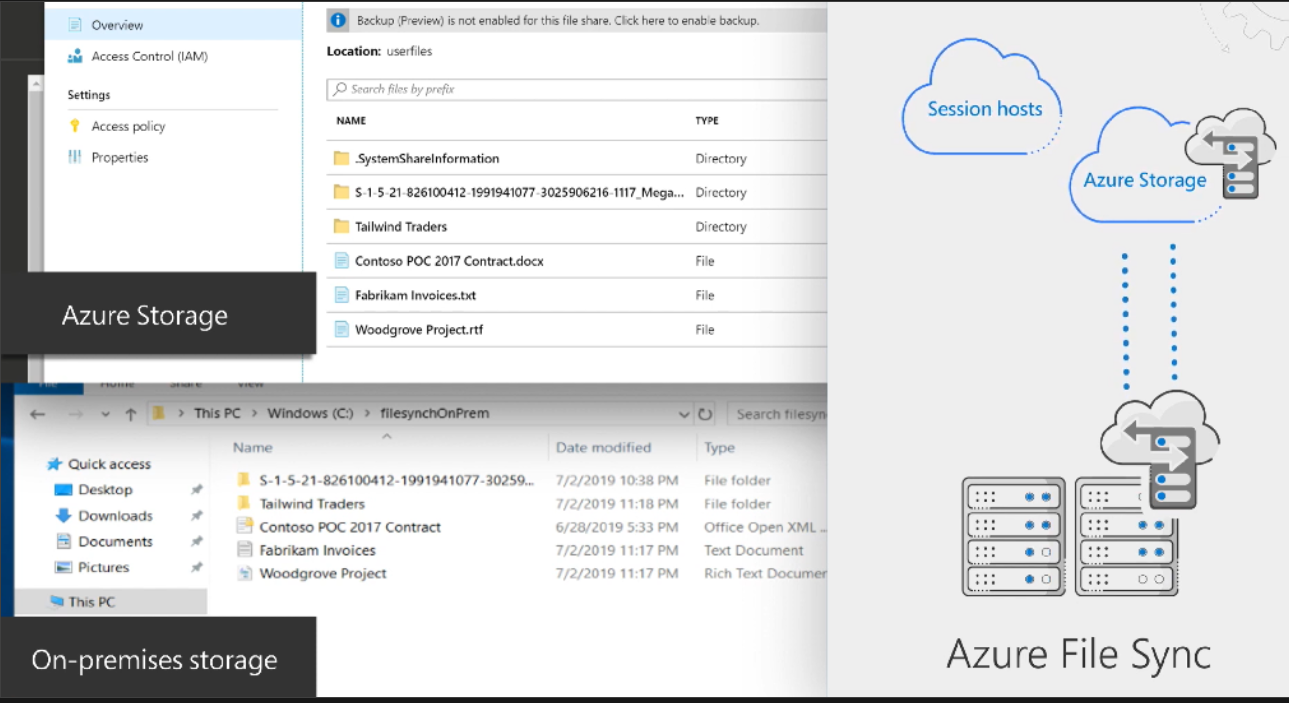 Overview
Access Control (IAM)
Settings
Access policy
Properties
Azure Storage
Backup (Preview) is not enabled for this file share. Click here to enable backup.
Location: userfiles
Search files by prefix
NAME TYPE
.SystemShareInformation Directory
S-1-5-21-826100412-1991941077-3025906216-1117_Mega... Directory
Tailwind Traders Directory
Contoso POC 2017 Contract.docx File
Fabrikam Invoices.txt File
Woodgrove Project.rtf File
File Home Share View
This PC > Windows (C:) > filesynchOnPrem
Search filesyn
Quick access
Desktop
Downloads
Documents
Pictures
This PC
On-premises storage
Name Date modified Type
S-1-5-21-826100412-1991941077-30259... 7/2/2019 10:38 PM File folder
Tailwind Traders 7/2/2019 11:18 PM File folder
Contoso POC 2017 Contract 6/28/2019 5:33 PM Office Open XML ...
Fabrikam Invoices 7/2/2019 11:17 PM Text Document
Woodgrove Project 7/2/2019 11:17 PM Rich Text Documen
Session hosts
Azure Storage
Azure File Sync